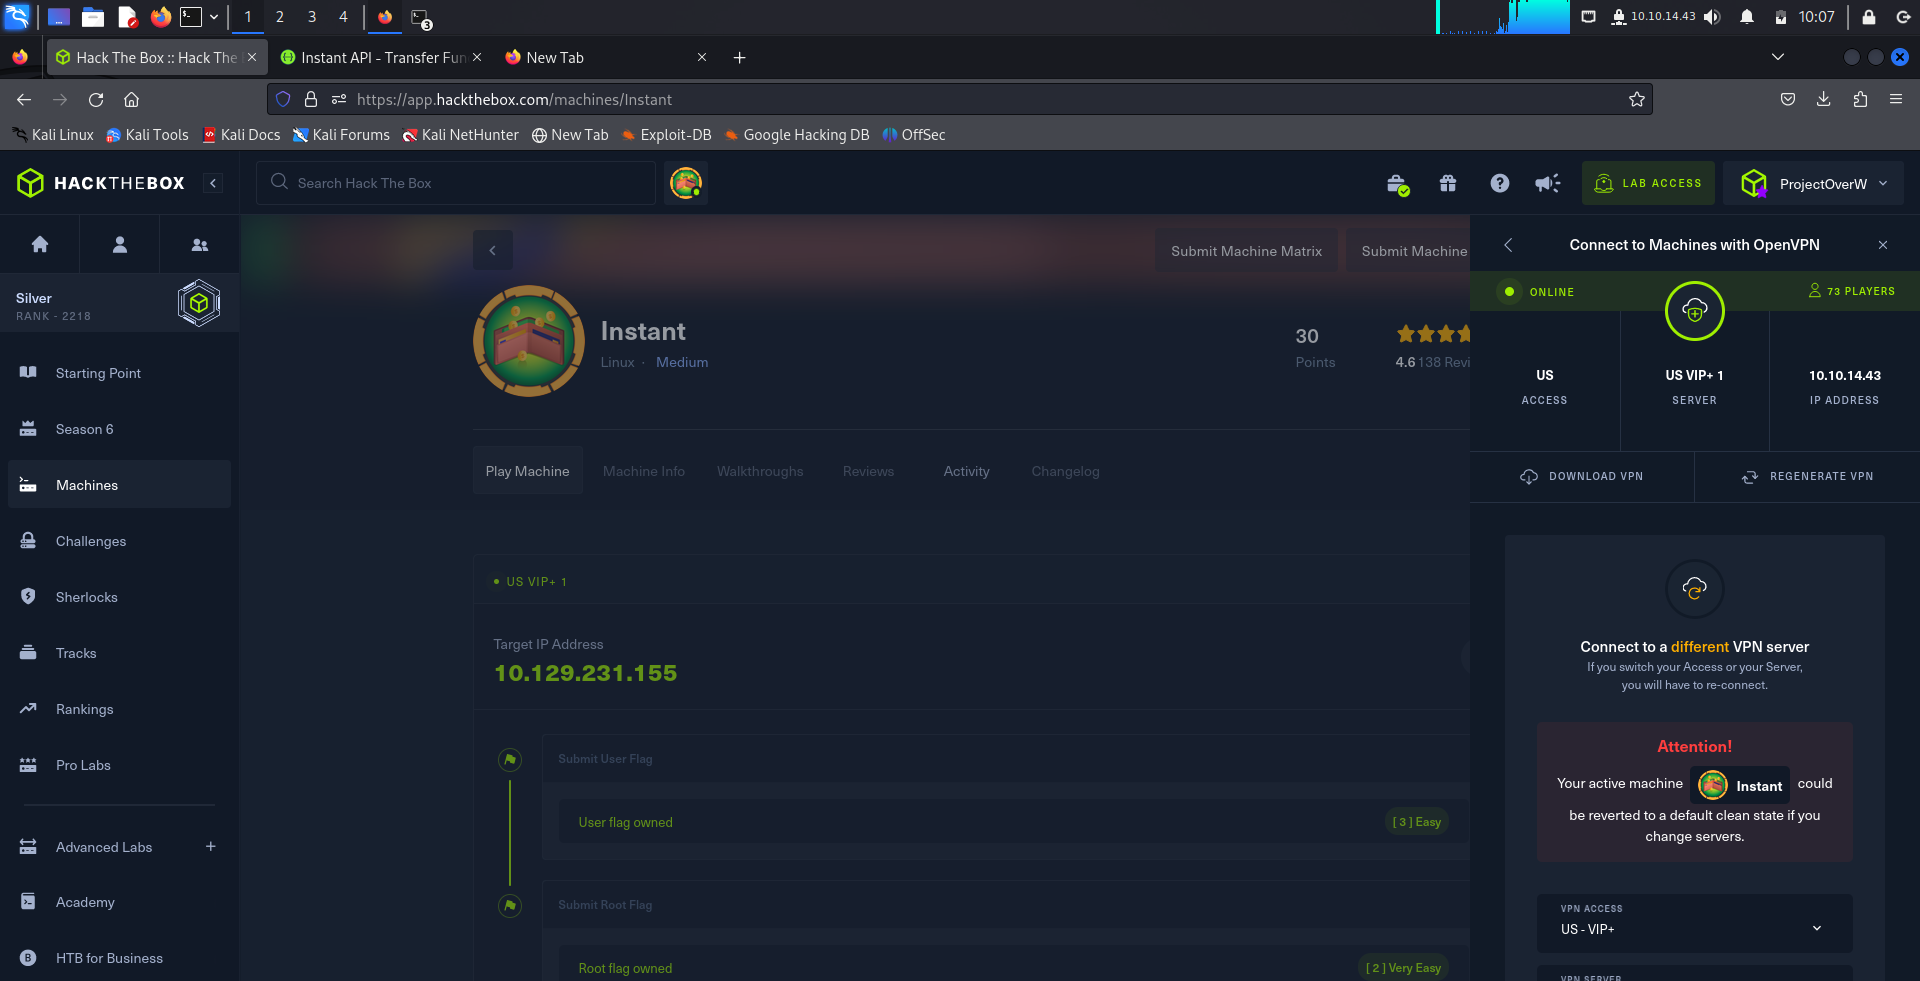 1 2 3 4 3 10.10.14.43 10:07
Hack The Box :: Hack The Instant API - Transfer Fun New Tab
https://app.hackthebox.com/machines/Instant
Kali Linux Kali Tools Kali Docs Kali Forums Kali NetHunter New Tab Exploit-DB Google Hacking DB OffSec
HACKTHEBOX Search Hack The Box LAB ACCESS ProjectOverW
Silver
RANK - 2218
Starting Point
Season 6
Machines
Challenges
Sherlocks
Tracks
Rankings
Pro Labs
Advanced Labs
Academy
HTB for Business
Submit Machine Matrix Submit Machine
Instant
Linux · Medium
30
Points
4.6 138 Revi
Play Machine Machine Info Walkthroughs Reviews Activity Changelog
US VIP+ 1
Target IP Address
10.129.231.155
Submit User Flag
User flag owned [ 3 ] Easy
Submit Root Flag
Root flag owned [ 2 ] Very Easy
Connect to Machines with OpenVPN
ONLINE 73 PLAYERS
US US VIP+ 1 10.10.14.43
ACCESS SERVER IP ADDRESS
DOWNLOAD VPN REGENERATE VPN
Connect to a different VPN server
If you switch your Access or your Server,
you will have to re-connect.
Attention!
Your active machine Instant could
be reverted to a default clean state if you
change servers.
VPN ACCESS
US - VIP+
VPN SERVER